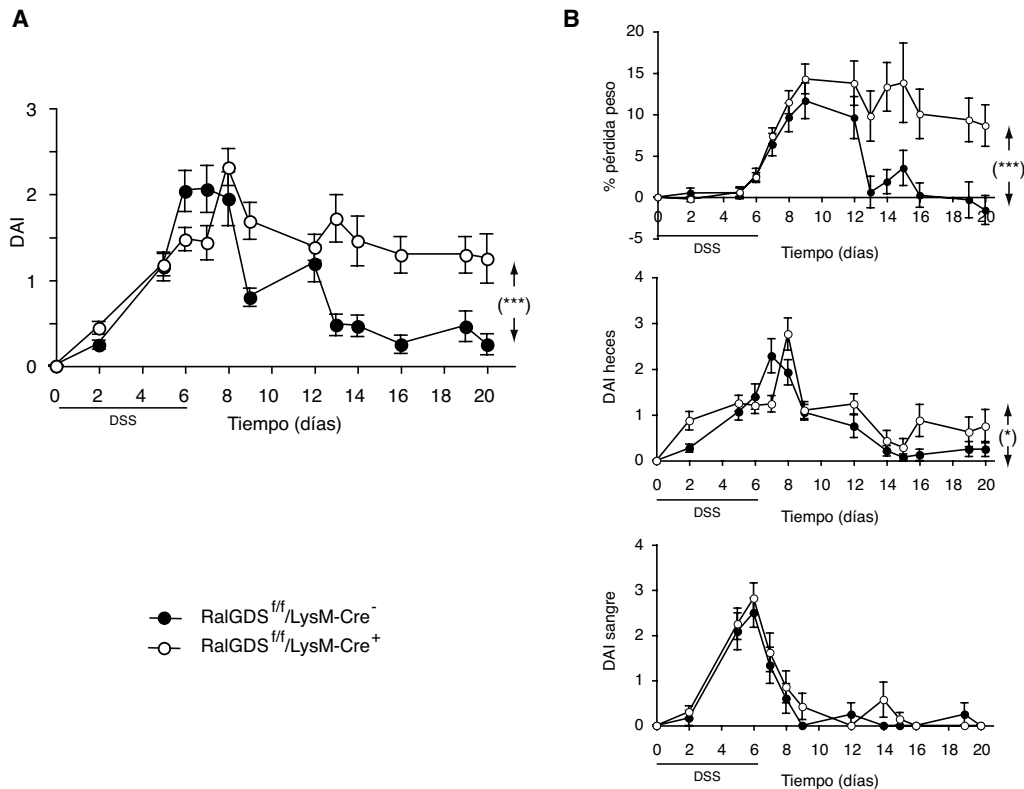 A
3
2
1
0
DAI
0 2 4 6 8 10 12 14 16 18 20
DSS
Tiempo (días)
(***)
RalGDS^f/f/LysM-Cre^-
RalGDS^f/f/LysM-Cre^+
B
20
15
10
5
0
-5
% pérdida peso
0 2 4 6 8 10 12 14 16 18 20
DSS
Tiempo (días)
(***)
4
3
2
1
0
DAI heces
0 2 4 6 8 10 12 14 16 18 20
DSS
Tiempo (días)
(*)
4
3
2
1
0
DAI sangre
0 2 4 6 8 10 12 14 16 18 20
DSS
Tiempo (días)